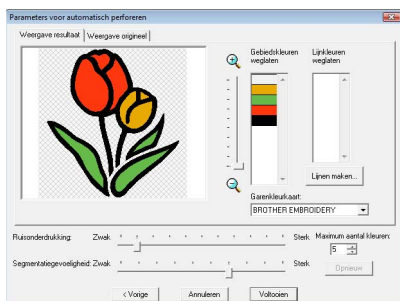 Parameters voor automatisch perforeren
Weergave resultaat
Weergave origineel
Gebiedskleuren
weglaten
Lijnkleuren
weglaten
Lijnen maken...
Garenkleurkaart:
BROTHER EMBROIDERY
Ruisonderdrukking: Zwak Sterk
Maximum aantal kleuren:
5
Segmentatiegevoeligheid: Zwak Sterk
Opnieuw
< Vorige
Annuleren
Voltooien